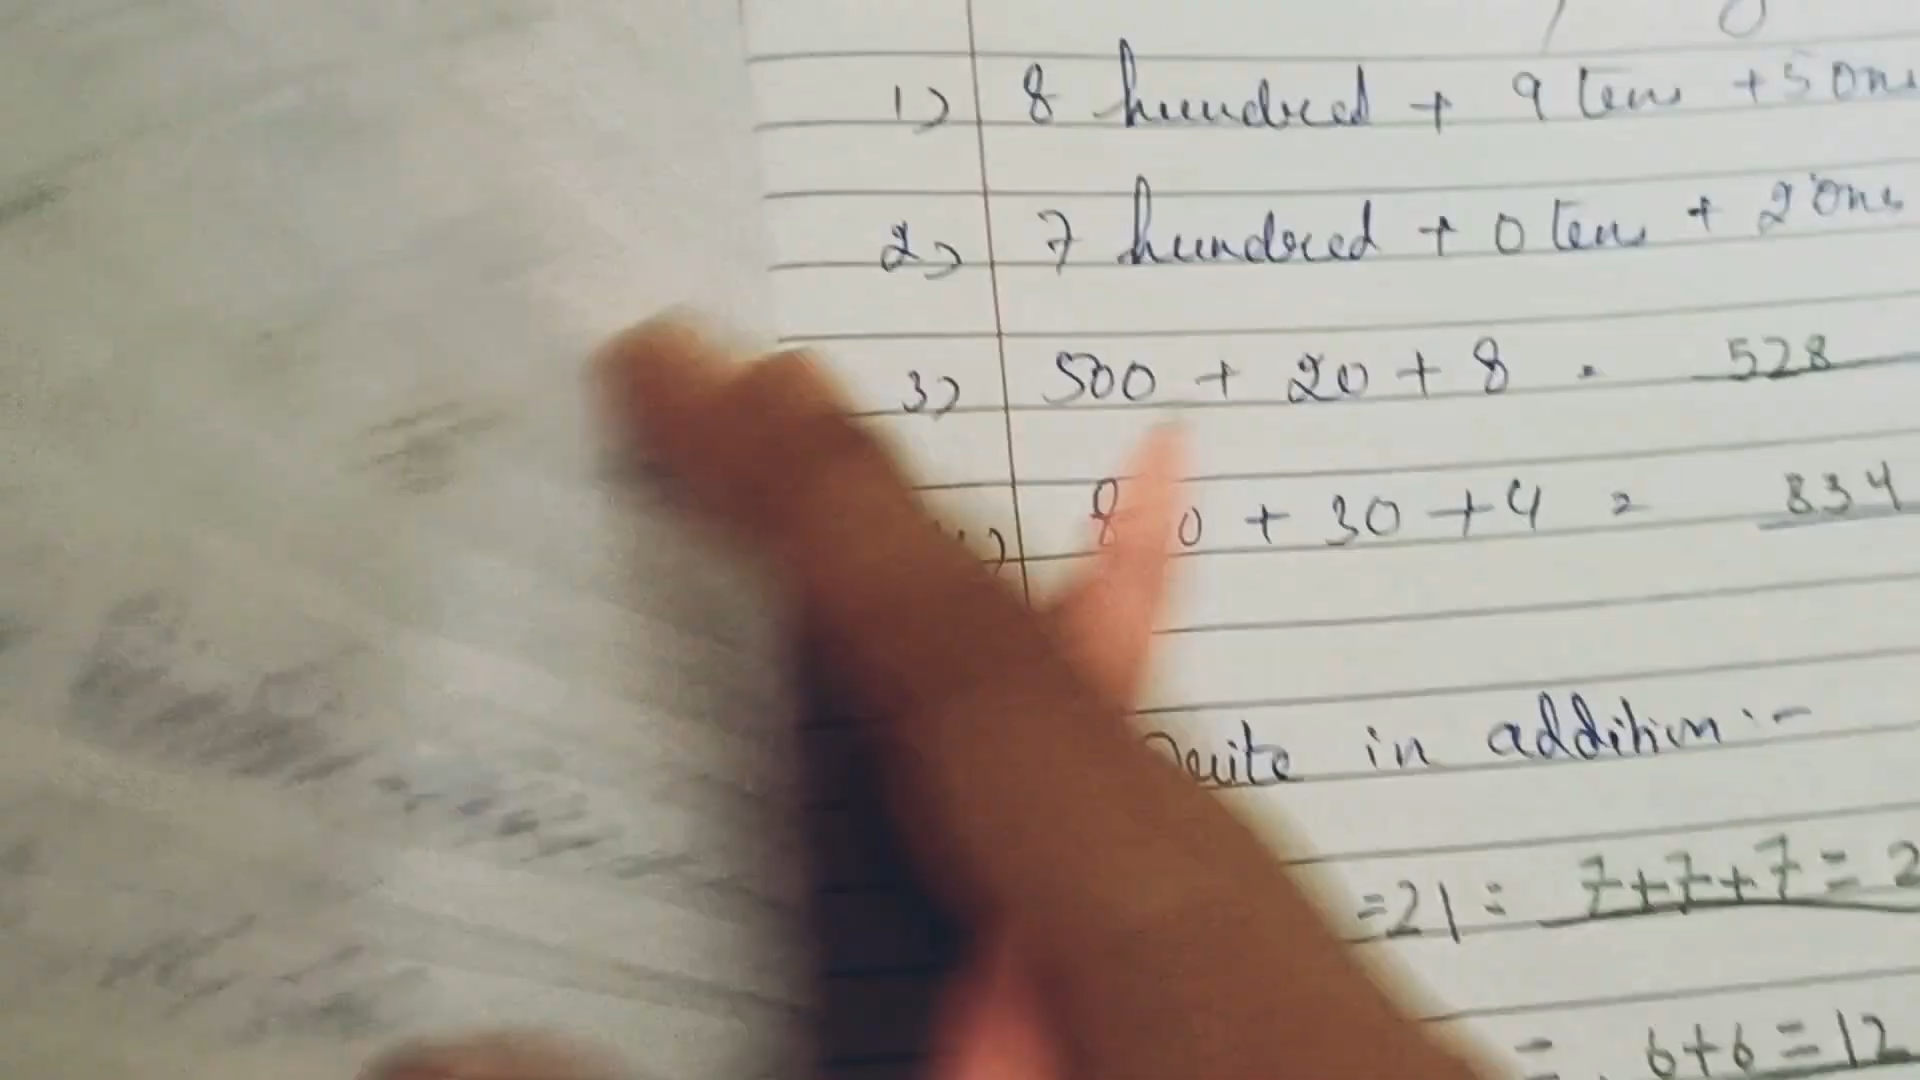 1) 8 hundred + 9 tens + 5 ones
2) 7 hundred + 0 tens + 2 ones
3) 500 + 20 + 8 = 528
0 + 30 + 4 = 834
in addition :-
=21 = 7+7+7=2
= 6+6=12